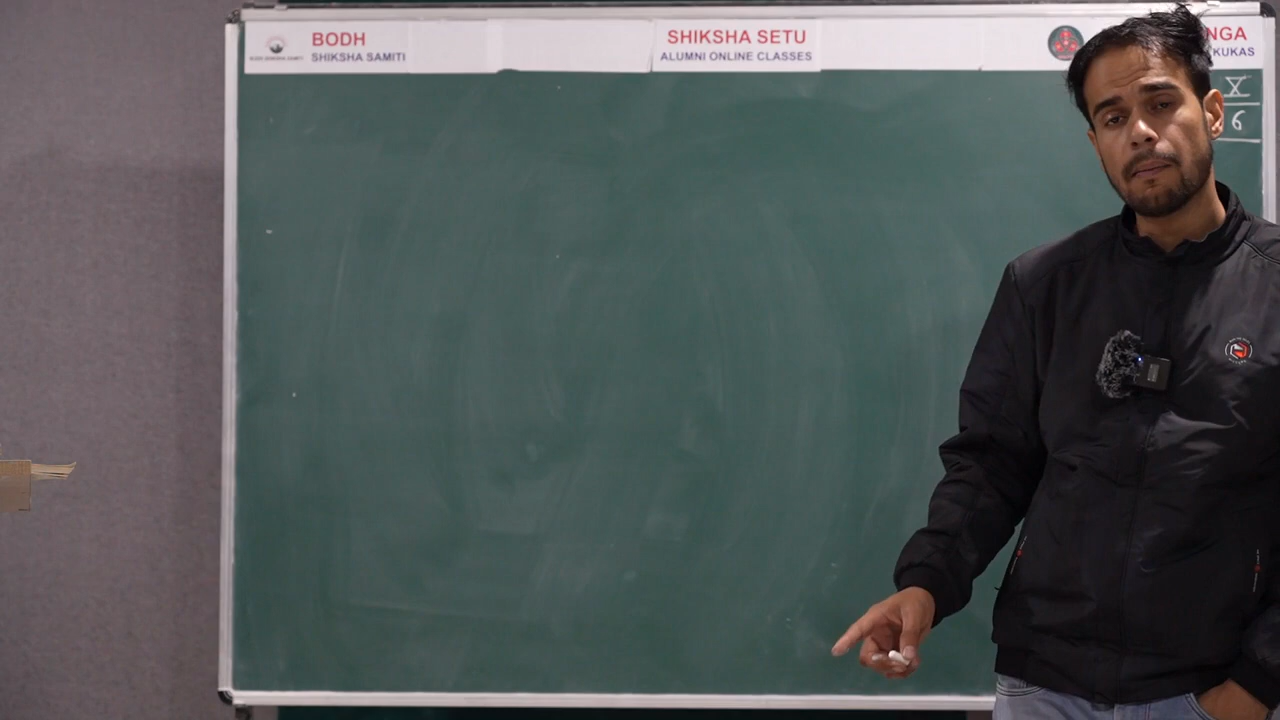 BODH
SHIKSHA SAMITI
SHIKSHA SETU
ALUMNI ONLINE CLASSES
NGA
KUKAS
X
6